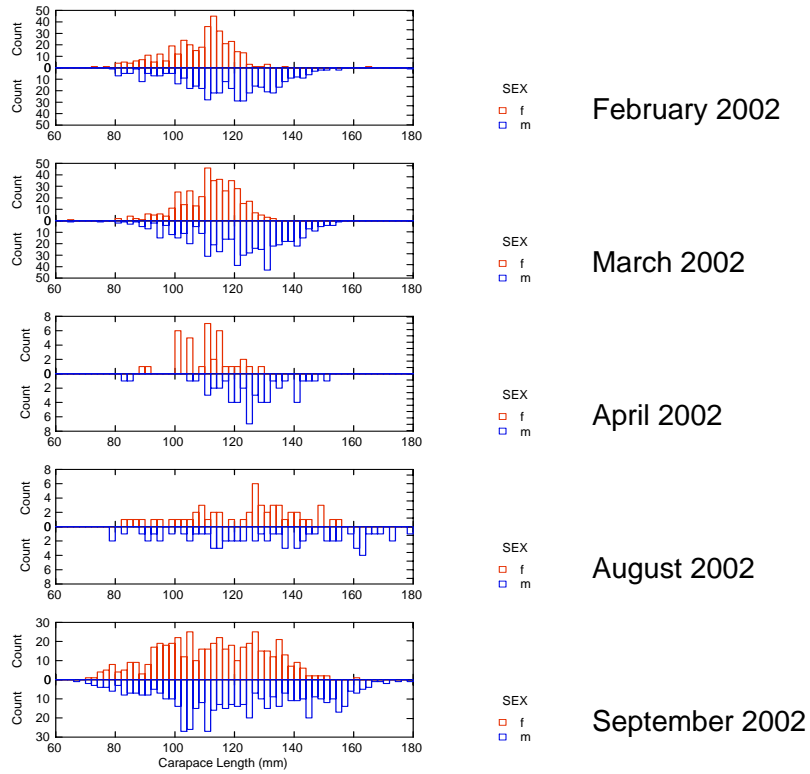 50
40
30
20
10
0
10
20
30
40
50
Count
Count
60 80 100 120 140 160 180
SEX
f
m
February 2002
50
40
30
20
10
0
10
20
30
40
50
Count
Count
60 80 100 120 140 160 180
SEX
f
m
March 2002
8
6
4
2
0
2
4
6
8
Count
Count
60 80 100 120 140 160 180
SEX
f
m
April 2002
8
6
4
2
0
2
4
6
8
Count
Count
60 80 100 120 140 160 180
SEX
f
m
August 2002
30
20
10
0
10
20
30
Count
Count
60 80 100 120 140 160 180
Carapace Length (mm)
SEX
f
m
September 2002